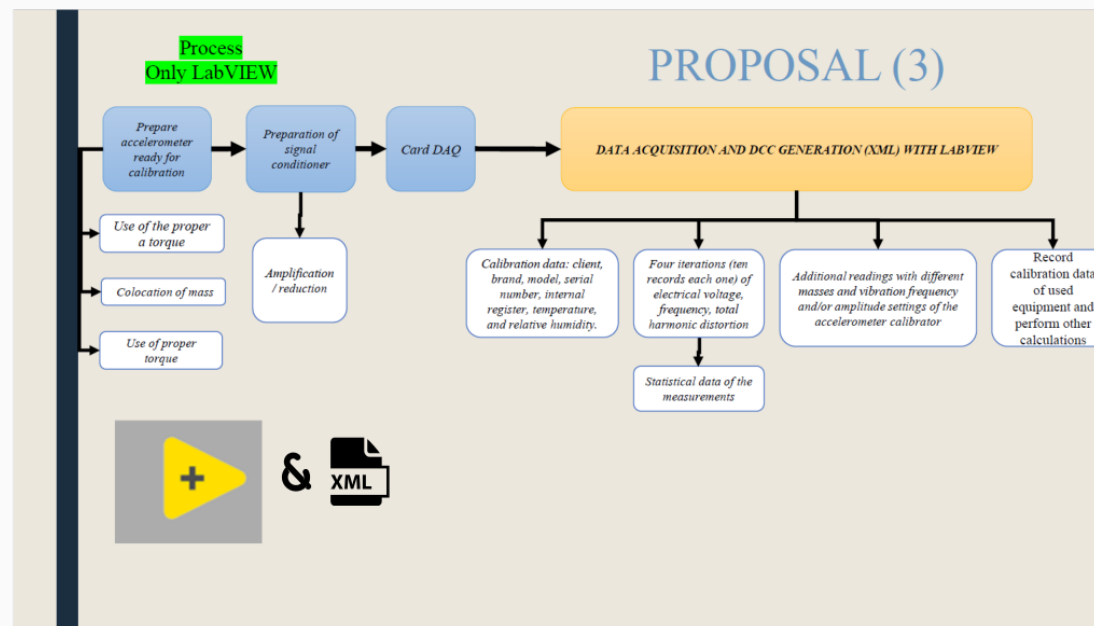 Process
Only LabVIEW
PROPOSAL (3)
Prepare
accelerometer
ready for
calibration
Preparation of
signal
conditioner
Card DAQ
DATA ACQUISITION AND DCC GENERATION (XML) WITH LABVIEW
Use of the proper
a torque
Colocation of mass
Use of proper
torque
Amplification
/ reduction
Calibration data: client,
brand, model, serial
number, internal
register, temperature,
and relative humidity.
Four iterations (ten
records each one) of
electrical voltage,
frequency, total
harmonic distortion
Statistical data of the
measurements
Additional readings with different
masses and vibration frequency
and/or amplitude settings of the
accelerometer calibrator
Record
calibration data
of used
equipment and
perform other
calculations
&
XML